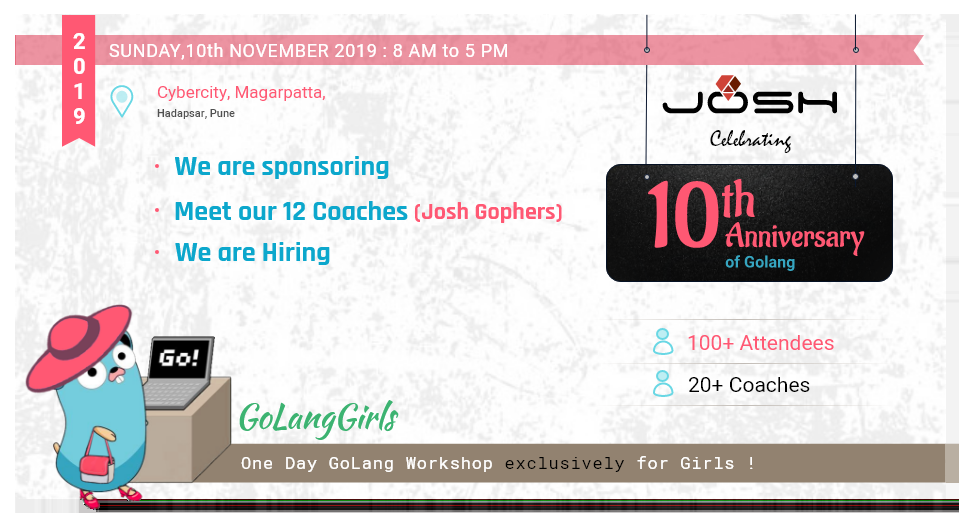 2019
SUNDAY,10th NOVEMBER 2019 : 8 AM to 5 PM
Cybercity, Magarpatta,
Hadapsar, Pune
• We are sponsoring
• Meet our 12 Coaches (Josh Gophers)
• We are Hiring
JOSH
Celebrating
10th
Anniversary
of Golang
100+ Attendees
20+ Coaches
Go!
GoLangGirls
One Day GoLang Workshop exclusively for Girls !